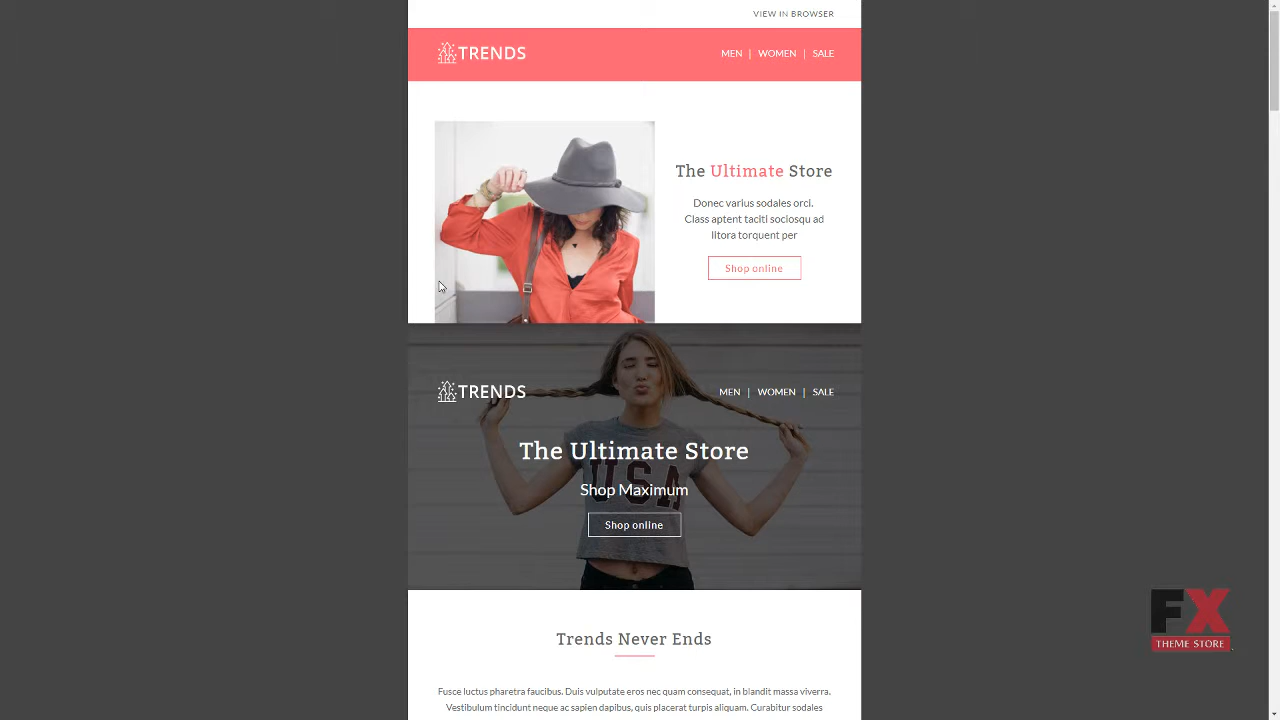 VIEW IN BROWSER
TRENDS
MEN | WOMEN | SALE
The Ultimate Store
Donec varius sodales orci.
Class aptent taciti sociosqu ad
litora torquent per
Shop online
TRENDS
MEN | WOMEN | SALE
The Ultimate Store
USA
Shop Maximum
Shop online
Trends Never Ends
Fusce luctus pharetra faucibus. Duis vulputate eros nec quam consequat, in blandit massa viverra.
Vestibulum tincidunt neque ac sapien dapibus, quis placerat turpis aliquam. Curabitur sodales
FX
THEME STORE